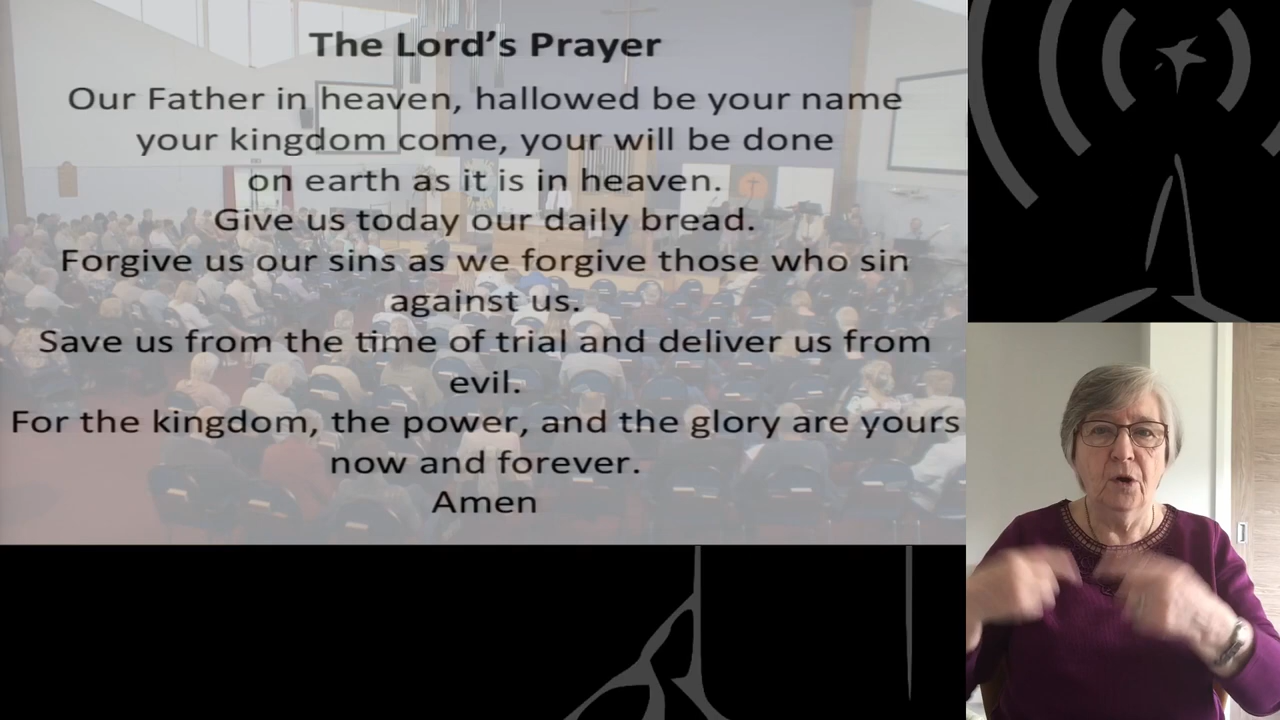 The Lord's Prayer
Our Father in heaven, hallowed be your name
your kingdom come, your will be done
on earth as it is in heaven.
Give us today our daily bread.
Forgive us our sins as we forgive those who sin
against us.
Save us from the time of trial and deliver us from
evil.
For the kingdom, the power, and the glory are yours
now and forever.
Amen